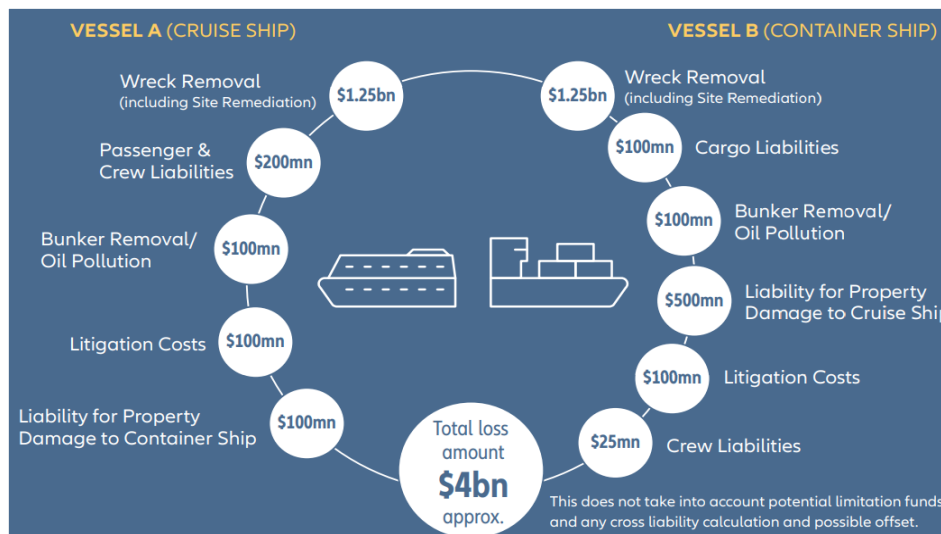 VESSEL A (CRUISE SHIP)
Wreck Removal
(including Site Remediation)
$1.25bn
Passenger &
Crew Liabilities
$200mn
Bunker Removal/
Oil Pollution
$100mn
Litigation Costs
$100mn
Liability for Property
Damage to Container Ship
$100mn
VESSEL B (CONTAINER SHIP)
$1.25bn
Wreck Removal
(including Site Remediation)
$100mn
Cargo Liabilities
$100mn
Bunker Removal/
Oil Pollution
$500mn
Liability for Property
Damage to Cruise Ship
$100mn
Litigation Costs
$25mn
Crew Liabilities
Total loss
amount
$4bn
approx.
This does not take into account potential limitation funds
and any cross liability calculation and possible offset.